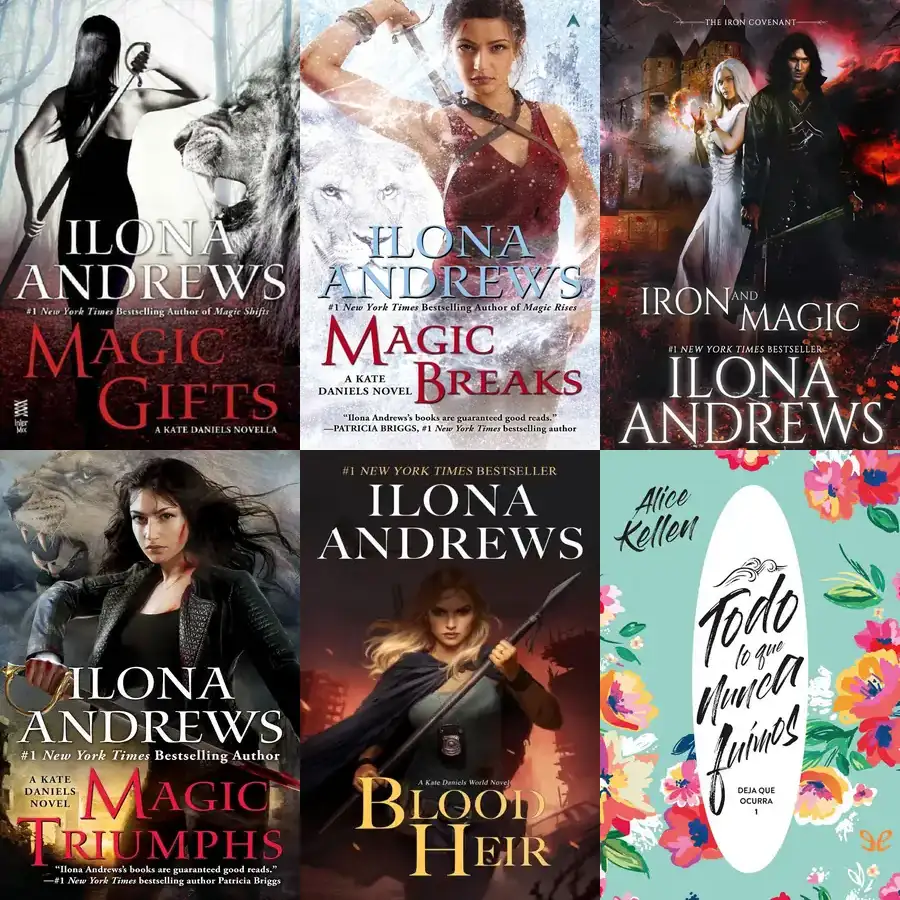 ILONA
ANDREWS
#1 New York Times Bestselling Author of Magic Shifts
MAGIC
GIFTS
InterMix
A KATE DANIELS NOVELLA
ILONA
ANDREWS
#1 New York Times Bestselling Author of Magic Rises
MAGIC
A KATE
DANIELS NOVEL
BREAKS
“Ilona Andrews’s books are guaranteed good reads.”
—PATRICIA BRIGGS, #1 New York Times bestselling author
THE IRON COVENANT
IRON AND
MAGIC
#1 NEW YORK TIMES BESTSELLER
ILONA
ANDREWS
ILONA
ANDREWS
#1 New York Times Bestselling Author
A KATE
DANIELS
NOVEL
MAGIC
TRIUMPHS
“Ilona Andrews’s books are guaranteed good reads.”
—#1 New York Times bestselling author Patricia Briggs
#1 NEW YORK TIMES BESTSELLER
ILONA
ANDREWS
A Kate Daniels World Novel
BLOOD
HEIR
Alice
Kellen
Todo
lo que
nunca
fuimos
DEJA QUE
OCURRA
1